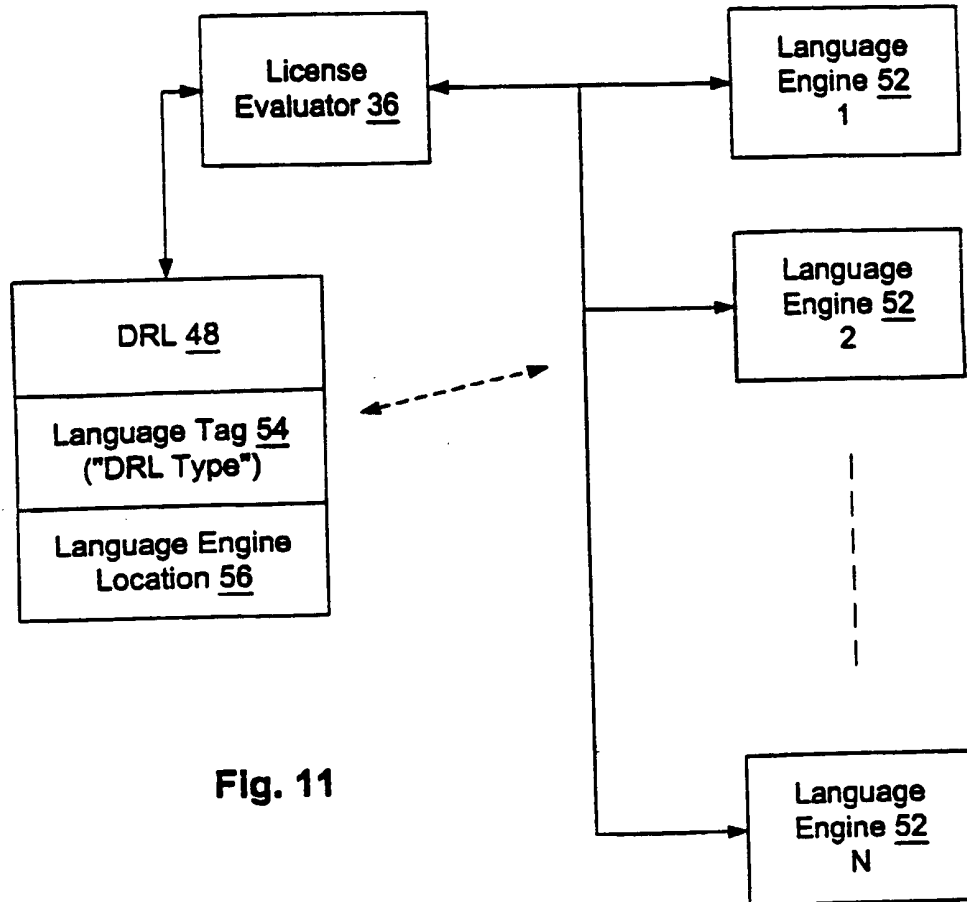 License
Evaluator 36
Language
Engine 52
1
Language
Engine 52
2
DRL 48
Language Tag 54
("DRL Type")
Language Engine
Location 56
Fig. 11
Language
Engine 52
N